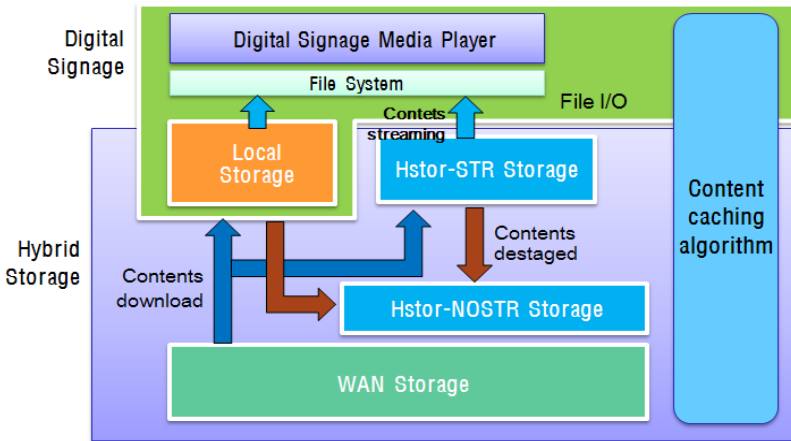 Digital
Signage
Digital Signage Media Player
File System
Contets
streaming
File I/O
Local
Storage
Hstor-STR Storage
Content
caching
algorithm
Hybrid
Storage
Contents
download
Contents
destaged
Hstor-NOSTR Storage
WAN Storage